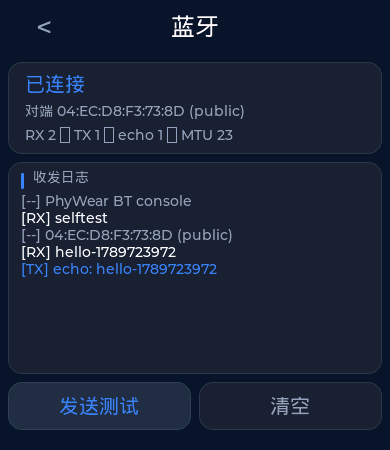 <
蓝牙
已连接
对端 04:EC:D8:F3:73:8D (public)
RX 2 □ TX 1 □ echo 1 □ MTU 23
收发日志
[--] PhyWear BT console
[RX] selftest
[--] 04:EC:D8:F3:73:8D (public)
[RX] hello-1789723972
[TX] echo: hello-1789723972
发送测试
清空